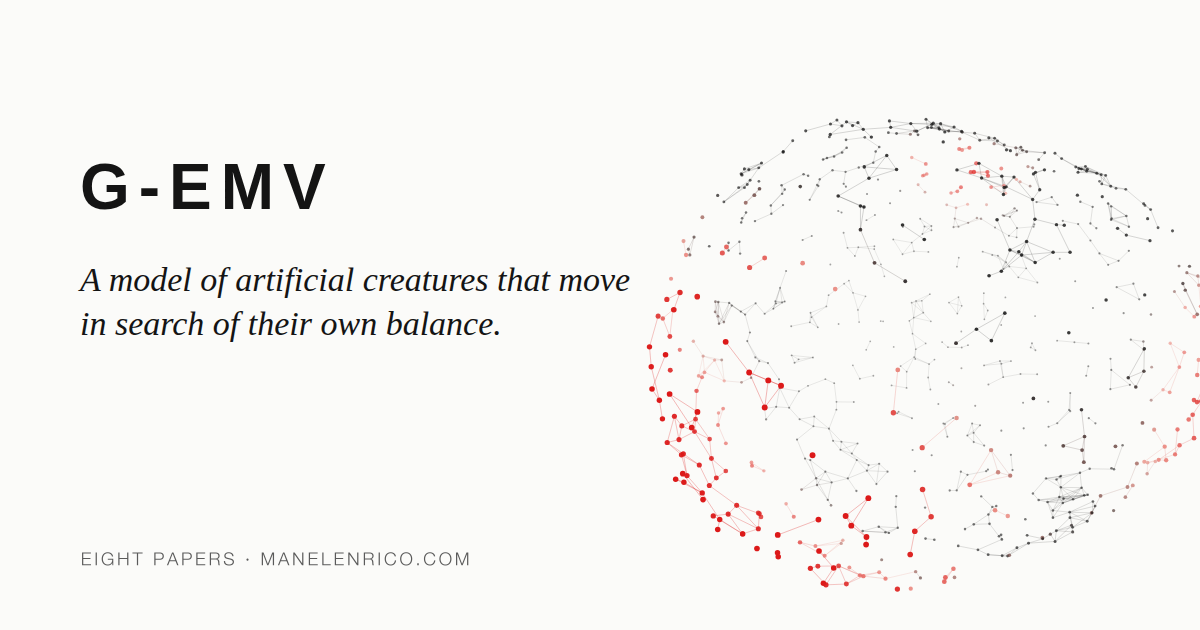 G-EMV
A model of artificial creatures that move
in search of their own balance.
EIGHT PAPERS · MANELENRICO.COM